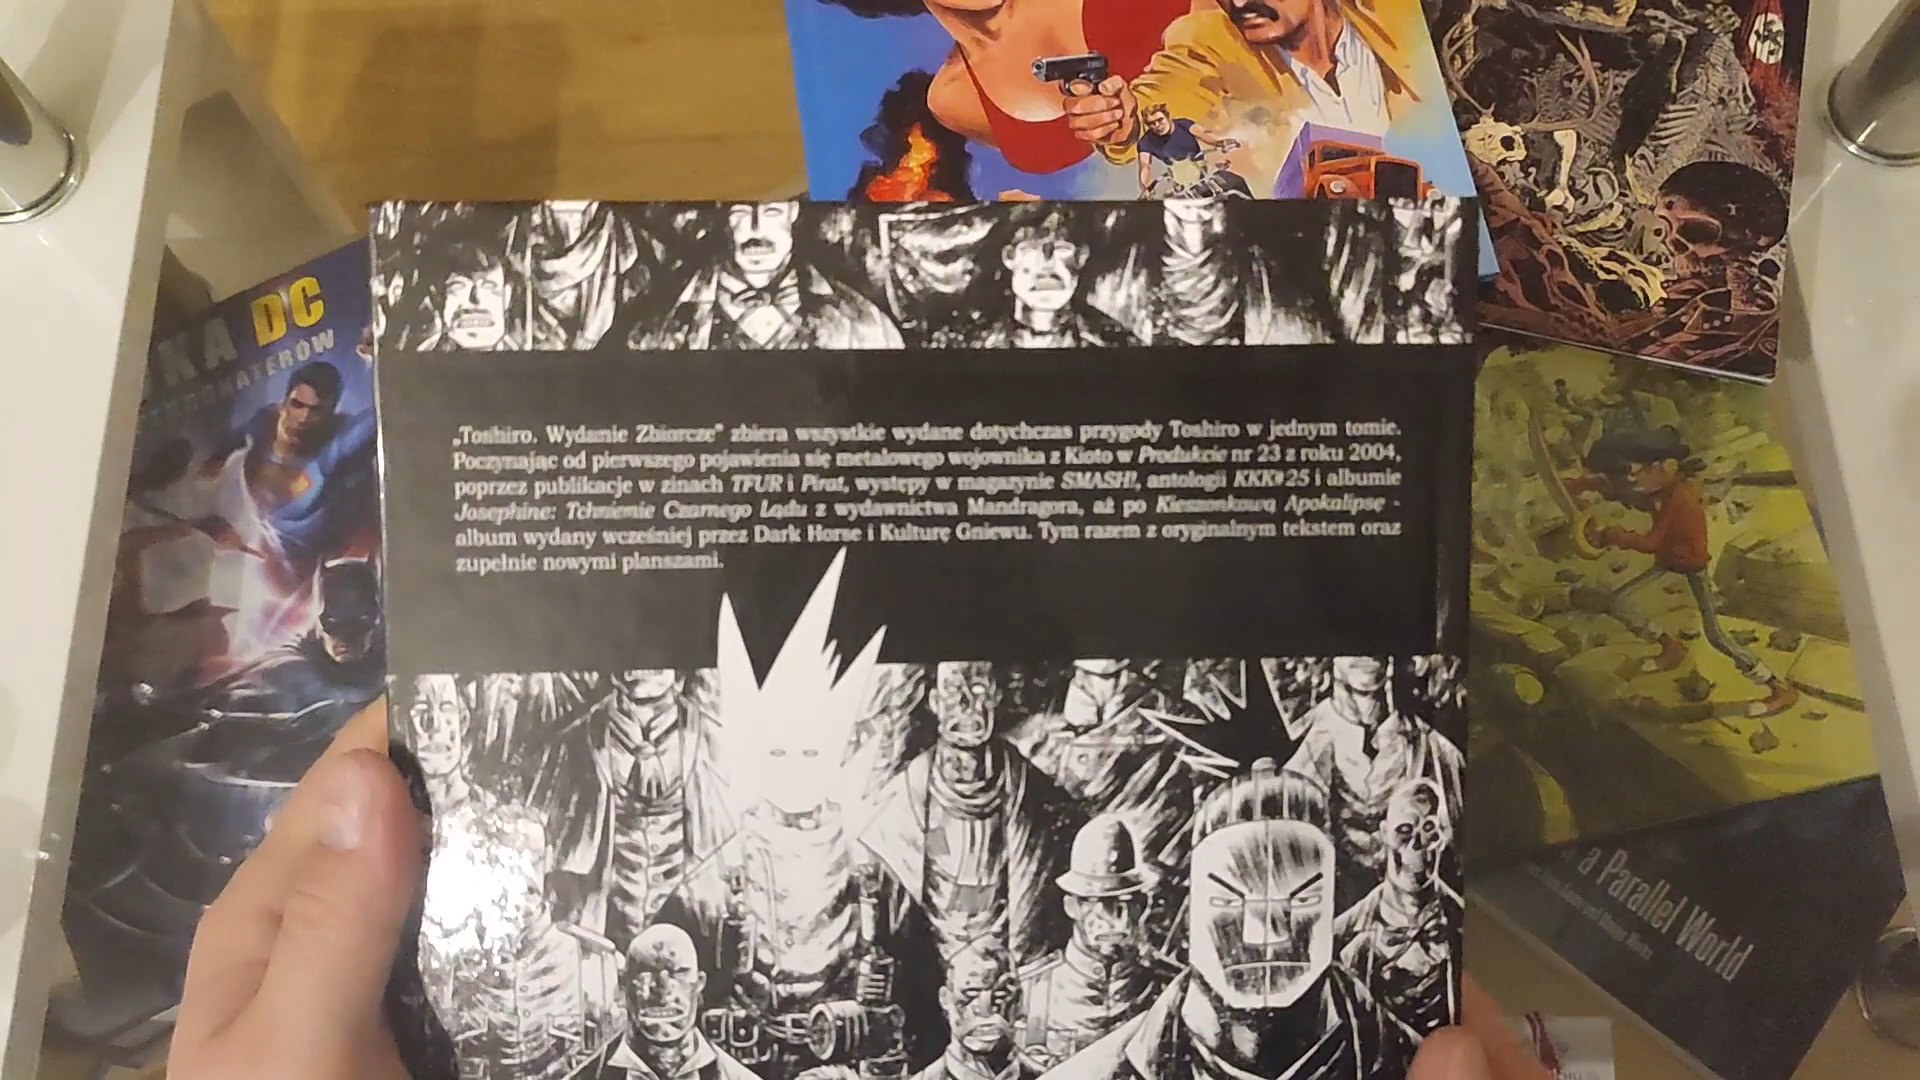 „Toshiro. Wydanie Zbiorcze” zbiera wszystkie wydane dotychczas przygody Toshiro w jednym tomie.
Poczynając od pierwszego pojawienia się metalowego wojownika z Kioto w Produkcie nr 23 z roku 2004,
poprzez publikacje w zinach TFUR i Pirat, występy w magazynie SMASH!, antologii KKK#25 i albumie
Josephine: Tchnienie Czarnego Lądu z wydawnictwa Mandragora, aż po Kieszonkową Apokalipsę -
album wydany wcześniej przez Dark Horse i Kulturę Gniewu. Tym razem z oryginalnym tekstem oraz
zupełnie nowymi planszami.
KA DC
a Parallel World